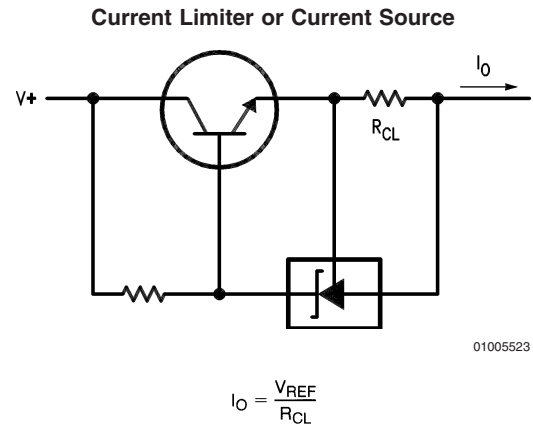 Current Limiter or Current Source
V+
IO
RCL
01005523
IO = VREF / RCL